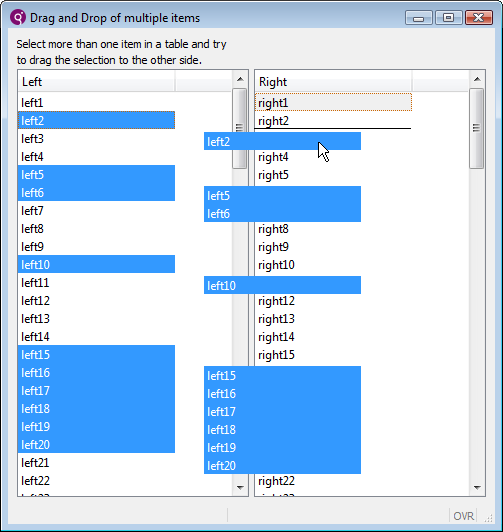 Drag and Drop of multiple items
Select more than one item in a table and try
to drag the selection to the other side.
Left
left1
left2
left3
left4
left5
left6
left7
left8
left9
left10
left11
left12
left13
left14
left15
left16
left17
left18
left19
left20
left21
left22
Right
right1
right2
left2
right4
right5
left5
left6
right8
right9
right10
left10
right12
right13
right14
right15
left15
left16
left17
left18
left19
left20
right22
OVR